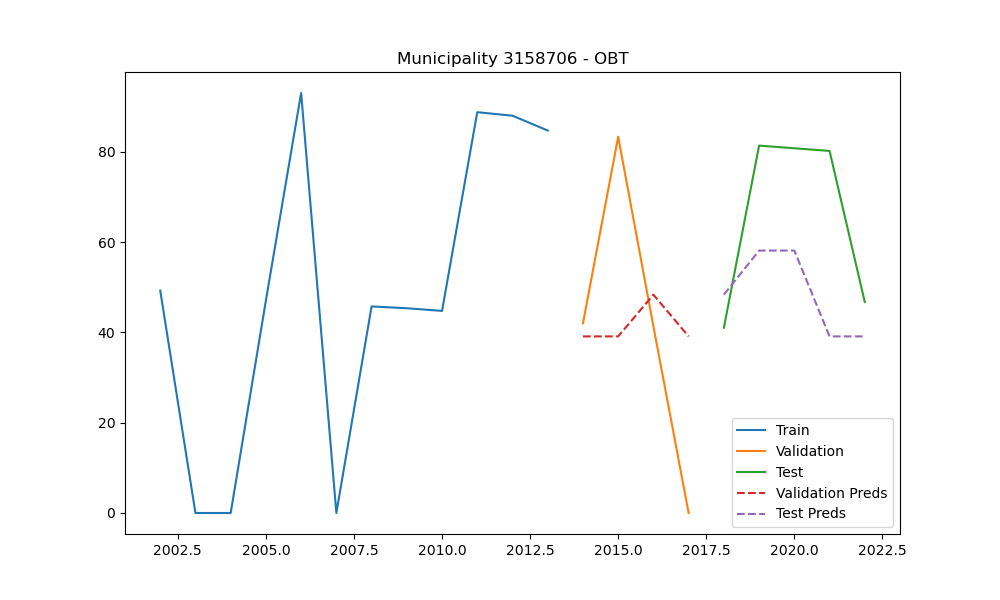 Municipality 3158706 - OBT
80
60
40
20
0
2002.5 2005.0 2007.5 2010.0 2012.5 2015.0 2017.5 2020.0 2022.5
Train
Validation
Test
Validation Preds
Test Preds